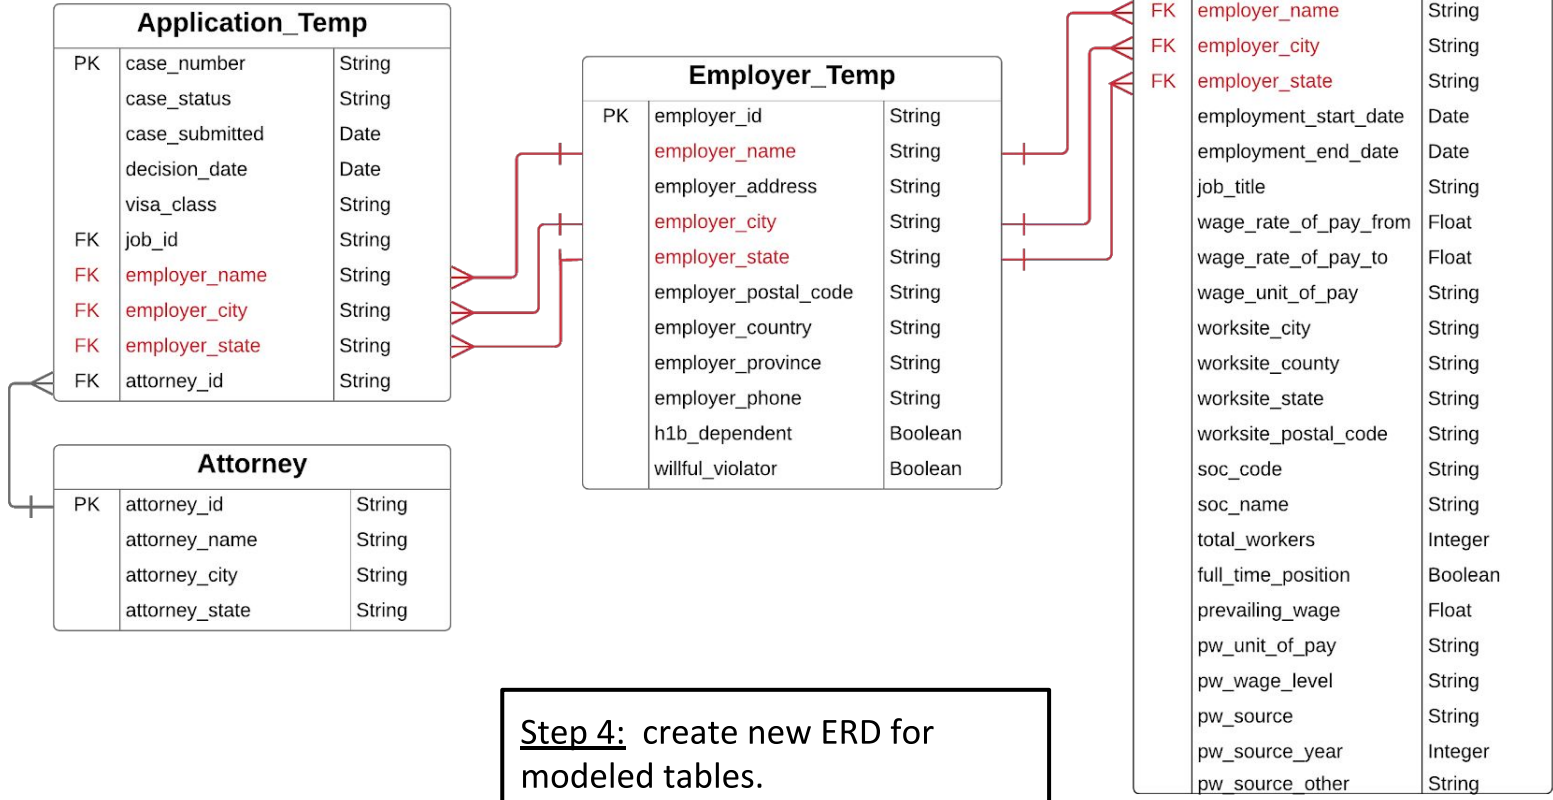 Application_Temp
PK case_number String
case_status String
case_submitted Date
decision_date Date
visa_class String
FK job_id String
FK employer_name String
FK employer_city String
FK employer_state String
FK attorney_id String
Attorney
PK attorney_id String
attorney_name String
attorney_city String
attorney_state String
Employer_Temp
PK employer_id String
employer_name String
employer_address String
employer_city String
employer_state String
employer_postal_code String
employer_country String
employer_province String
employer_phone String
h1b_dependent Boolean
willful_violator Boolean
FK employer_name String
FK employer_city String
FK employer_state String
employment_start_date Date
employment_end_date Date
job_title String
wage_rate_of_pay_from Float
wage_rate_of_pay_to Float
wage_unit_of_pay String
worksite_city String
worksite_county String
worksite_state String
worksite_postal_code String
soc_code String
soc_name String
total_workers Integer
full_time_position Boolean
prevailing_wage Float
pw_unit_of_pay String
pw_wage_level String
pw_source String
pw_source_year Integer
pw_source_other String
Step 4: create new ERD for
modeled tables.